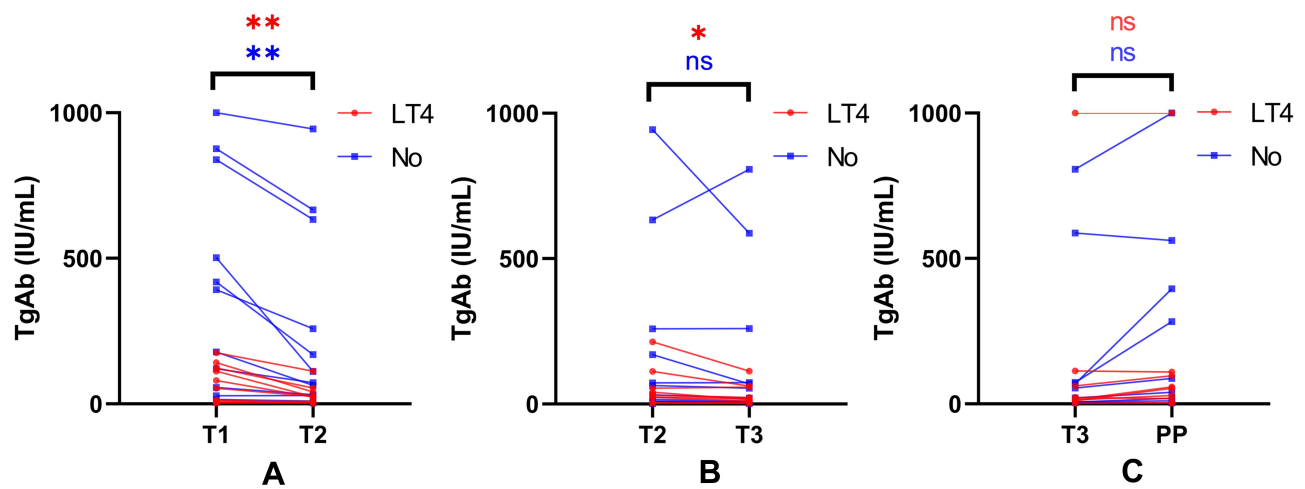 **
**
1000
500
0
TgAb (IU/mL)
LT4
No
T1 T2
A
*
ns
1000
500
0
TgAb (IU/mL)
LT4
No
T2 T3
B
ns
ns
1000
500
0
TgAb (IU/mL)
LT4
No
T3 PP
C